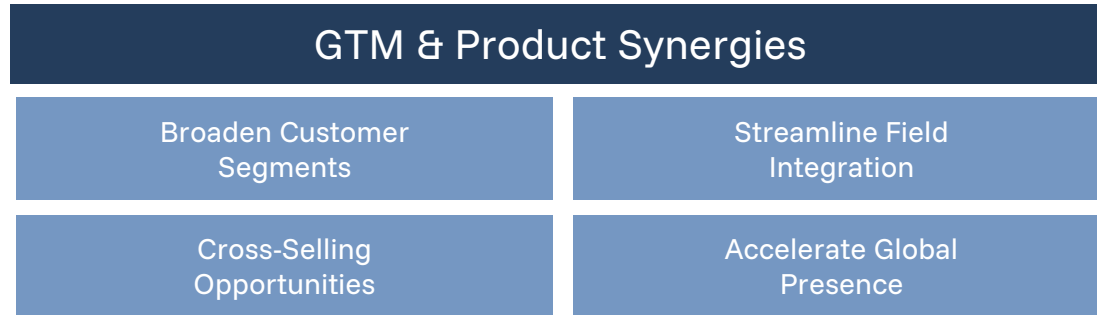 GTM & Product Synergies
Broaden Customer
Segments
Streamline Field
Integration
Cross-Selling
Opportunities
Accelerate Global
Presence